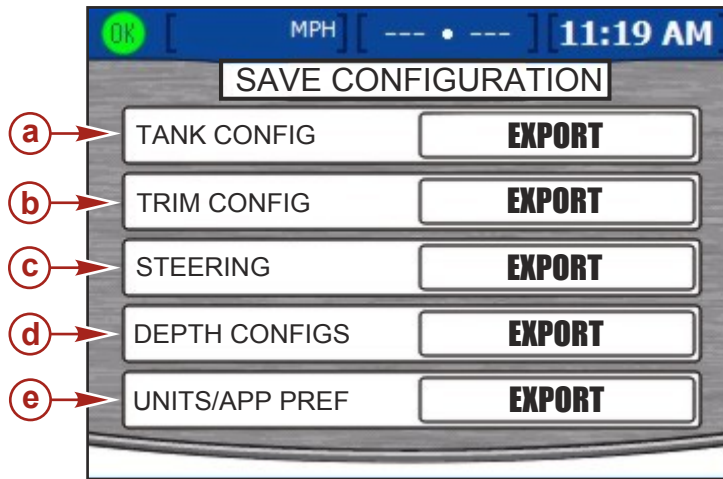 OK [ MPH ] [ --- • --- ] [ 11:19 AM ]
SAVE CONFIGURATION
a TANK CONFIG EXPORT
b TRIM CONFIG EXPORT
c STEERING EXPORT
d DEPTH CONFIGS EXPORT
e UNITS/APP PREF EXPORT